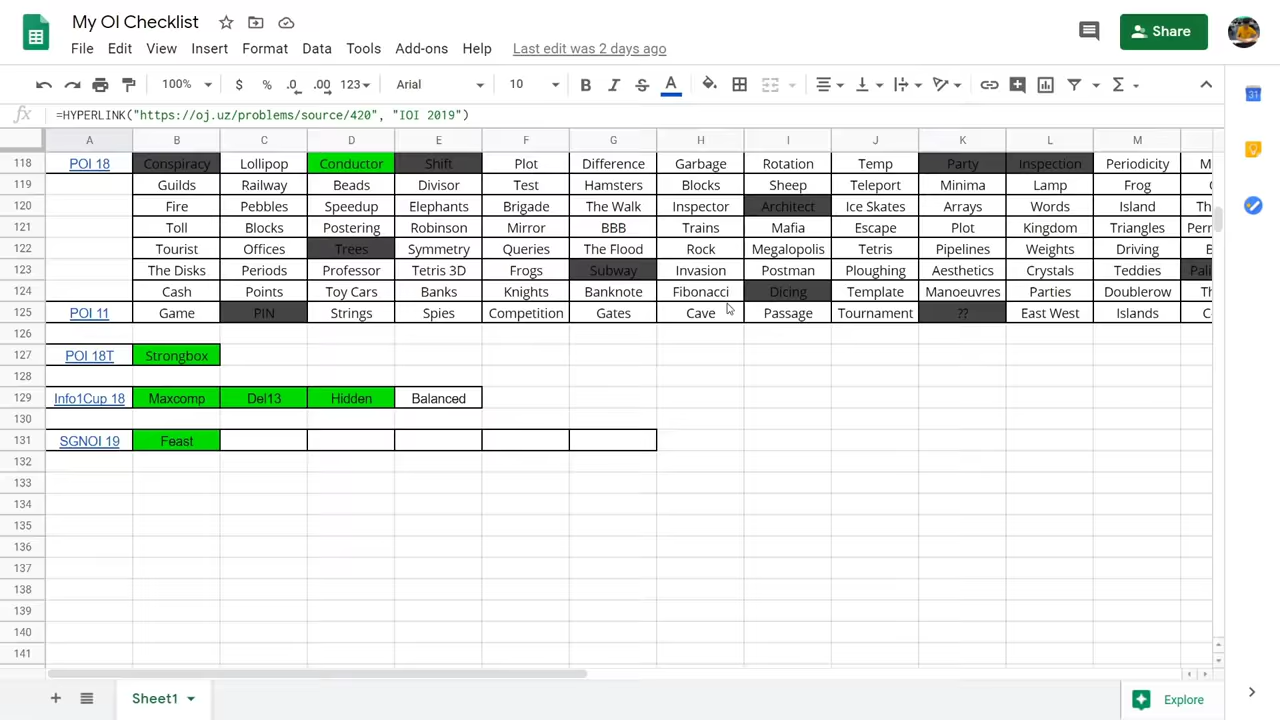 My OI Checklist
File Edit View Insert Format Data Tools Add-ons Help Last edit was 2 days ago
Share
100% $ % .0 .00 123 Arial 10 B I S A
=HYPERLINK("https://oj.uz/problems/source/420", "IOI 2019")
A B C D E F G H I J K L M
118 POI 18 Conspiracy Lollipop Conductor Shift Plot Difference Garbage Rotation Temp Party Inspection Periodicity M
119 Guilds Railway Beads Divisor Test Hamsters Blocks Sheep Teleport Minima Lamp Frog
120 Fire Pebbles Speedup Elephants Brigade The Walk Inspector Architect Ice Skates Arrays Words Island Th
121 Toll Blocks Postering Robinson Mirror BBB Trains Mafia Escape Plot Kingdom Triangles Perr
122 Tourist Offices Trees Symmetry Queries The Flood Rock Megalopolis Tetris Pipelines Weights Driving B
123 The Disks Periods Professor Tetris 3D Frogs Subway Invasion Postman Ploughing Aesthetics Crystals Teddies Pali
124 Cash Points Toy Cars Banks Knights Banknote Fibonacci Dicing Template Manoeuvres Parties Doublerow Th
125 POI 11 Game PIN Strings Spies Competition Gates Cave Passage Tournament ?? East West Islands C
126
127 POI 18T Strongbox
128
129 Info1Cup 18 Maxcomp Del13 Hidden Balanced
130
131 SGNOI 19 Feast
132
133
134
135
136
137
138
139
140
141
Sheet1
Explore